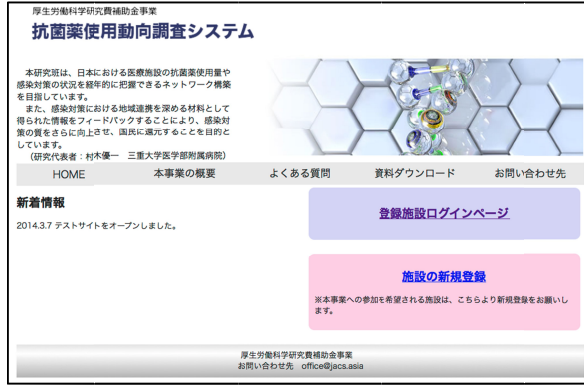 厚生労働科学研究費補助金事業
抗菌薬使用動向調査システム
本研究班は、日本における医療施設の抗菌薬使用量や
感染対策の状況を経年的に把握できるネットワーク構築
を目指しています。
また、感染対策における地域連携を深める材料として
得られた情報をフィードバックすることにより、感染対
策の質をさらに向上させ、国民に還元することを目的と
しています。
(研究代表者：村木優一　三重大学医学部附属病院)
HOME 本事業の概要 よくある質問 資料ダウンロード お問い合わせ先
新着情報
2014.3.7 テストサイトをオープンしました。
登録施設ログインページ
施設の新規登録
※本事業への参加を希望される施設は、こちらより新規登録をお願いし
ます。
厚生労働科学研究費補助金事業
お問い合わせ先　office@jacs.asia